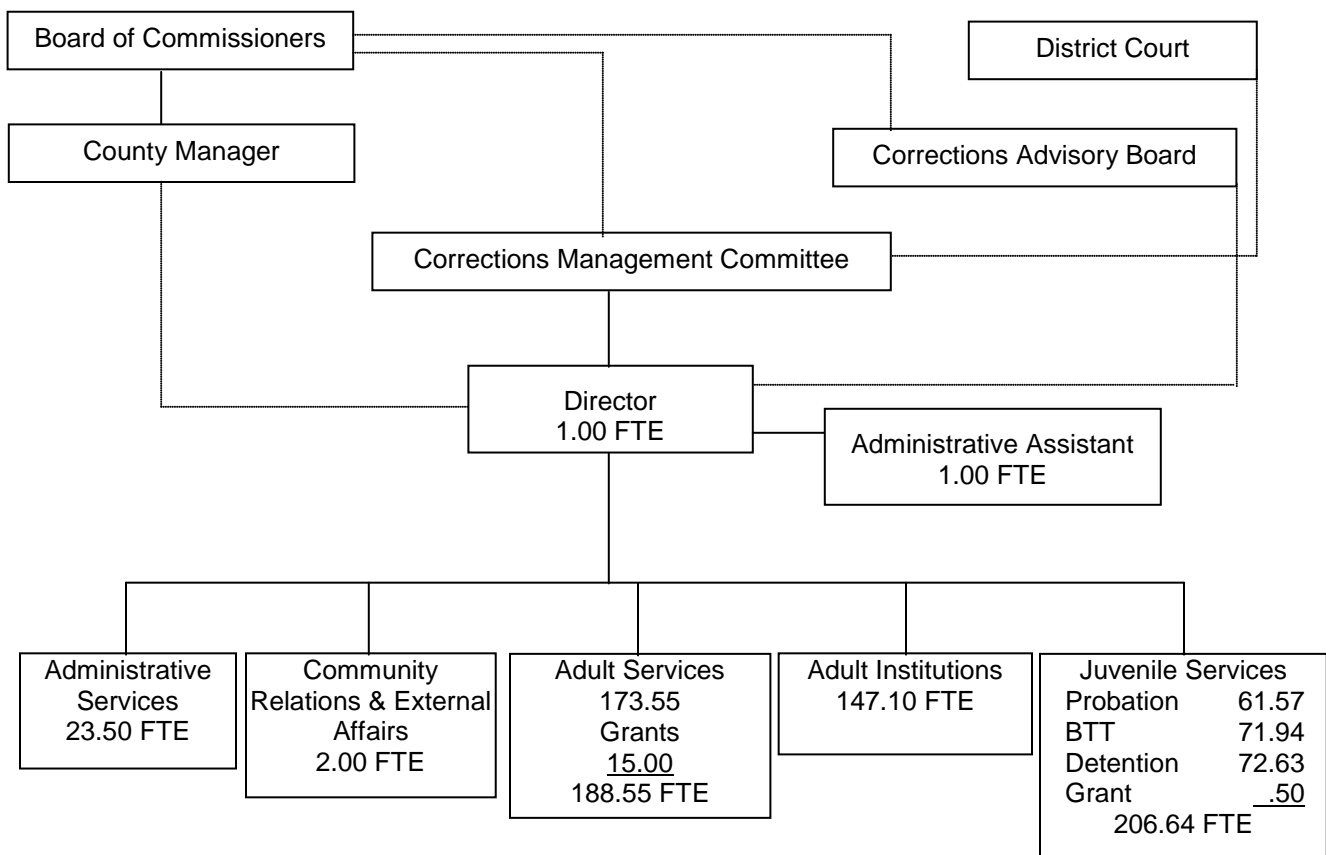 Board of Commissioners
District Court
County Manager
Corrections Advisory Board
Corrections Management Committee
Director
1.00 FTE
Administrative Assistant
1.00 FTE
Administrative
Services
23.50 FTE
Community
Relations & External
Affairs
2.00 FTE
Adult Services
173.55
Grants
15.00
188.55 FTE
Adult Institutions
147.10 FTE
Juvenile Services
Probation 61.57
BTT 71.94
Detention 72.63
Grant .50
206.64 FTE